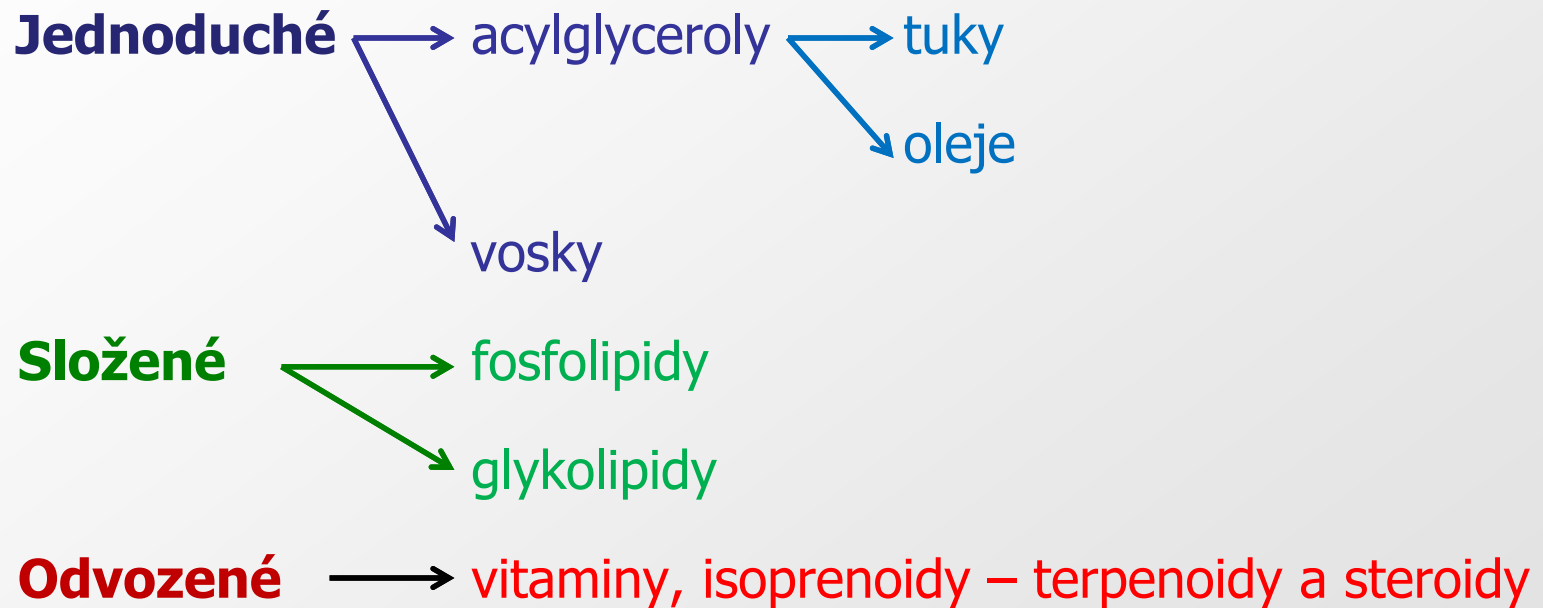 Jednoduché acylglyceroly tuky
oleje
vosky
Složené fosfolipidy
glykolipidy
Odvozené vitaminy, isoprenoidy – terpenoidy a steroidy